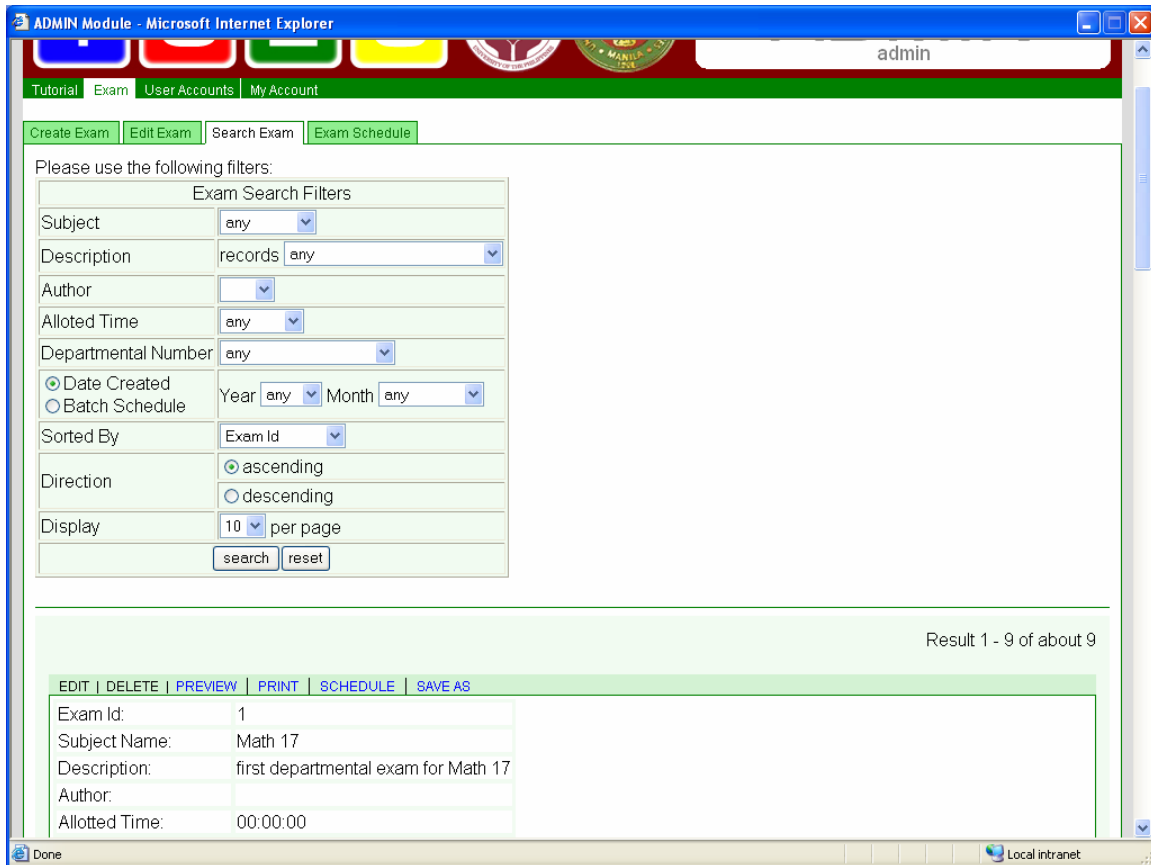 ADMIN Module - Microsoft Internet Explorer
UNIVERSITY OF THE PHILIPPINES
MANILA
admin
Tutorial Exam User Accounts | My Account
Create Exam Edit Exam Search Exam Exam Schedule
Please use the following filters:
Exam Search Filters
Subject any
Description records any
Author
Alloted Time any
Departmental Number any
Date Created
Batch Schedule
Year any Month any
Sorted By Exam Id
Direction
ascending
descending
Display 10 per page
search reset
Result 1 - 9 of about 9
EDIT | DELETE | PREVIEW | PRINT | SCHEDULE | SAVE AS
Exam Id: 1
Subject Name: Math 17
Description: first departmental exam for Math 17
Author:
Allotted Time: 00:00:00
Done
Local intranet